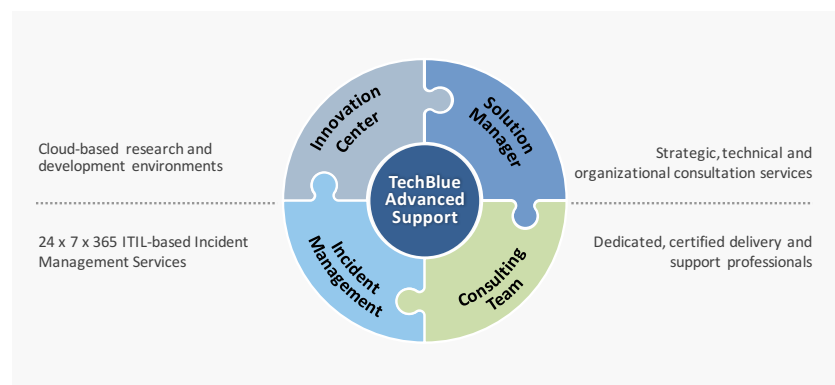 Innovation
Center
Solution
Manager
Cloud-based research and
development environments
Strategic, technical and
organizational consultation services
TechBlue
Advanced
Support
24 x 7 x 365 ITIL-based Incident
Management Services
Dedicated, certified delivery and
support professionals
Incident
Management
Consulting
Team